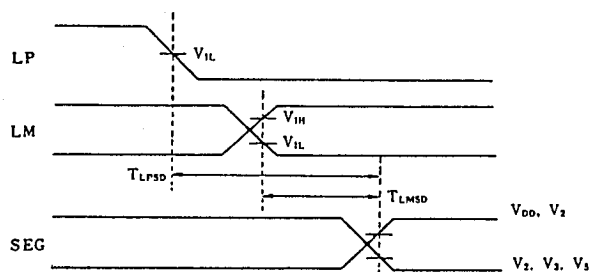 LP
V1L
LM
V1H
V1L
TLPSD
TLMSD
SEG
VDD, V2
V2, V3, V5